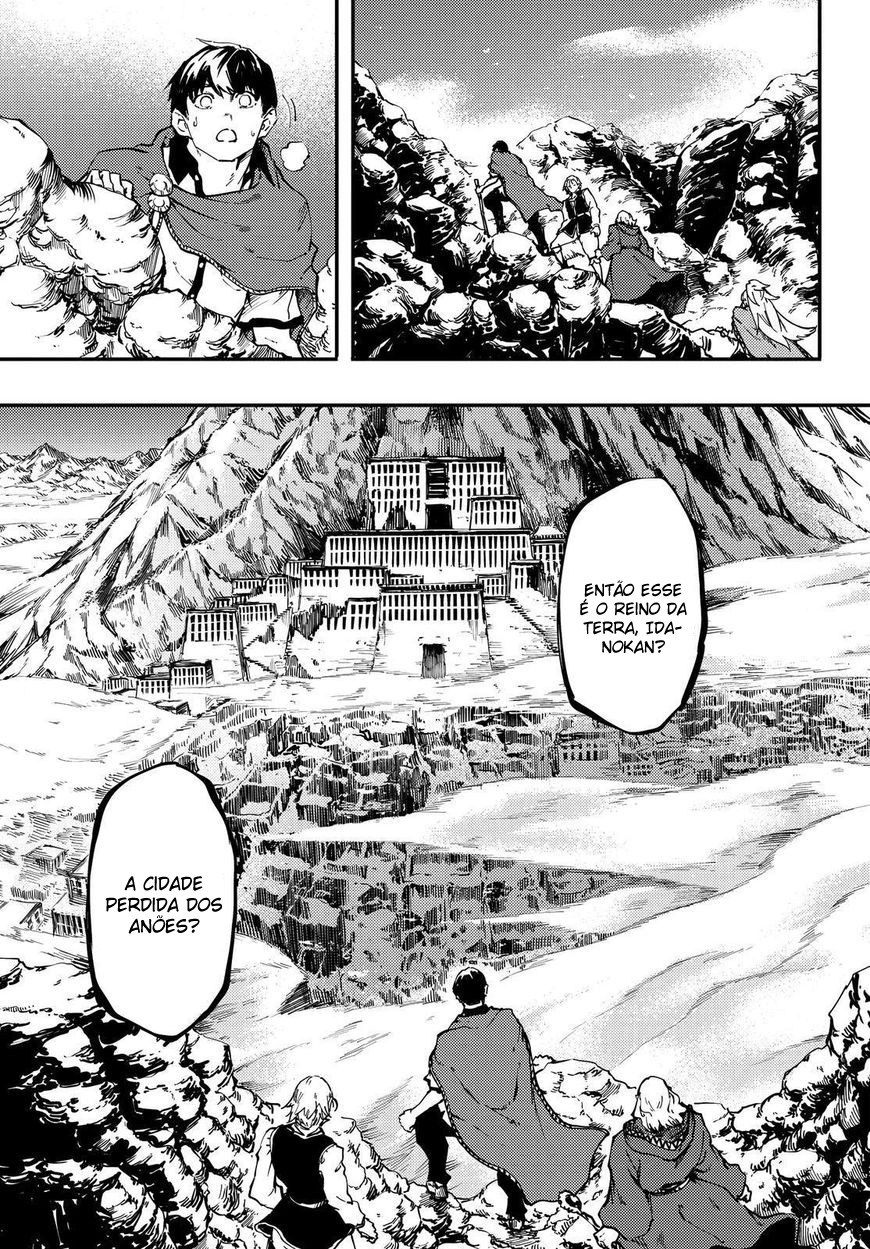 ENTÃO ESSE
É O REINO DA
TERRA, IDA-
NOKAN?
A CIDADE
PERDIDA DOS
ANÕES?